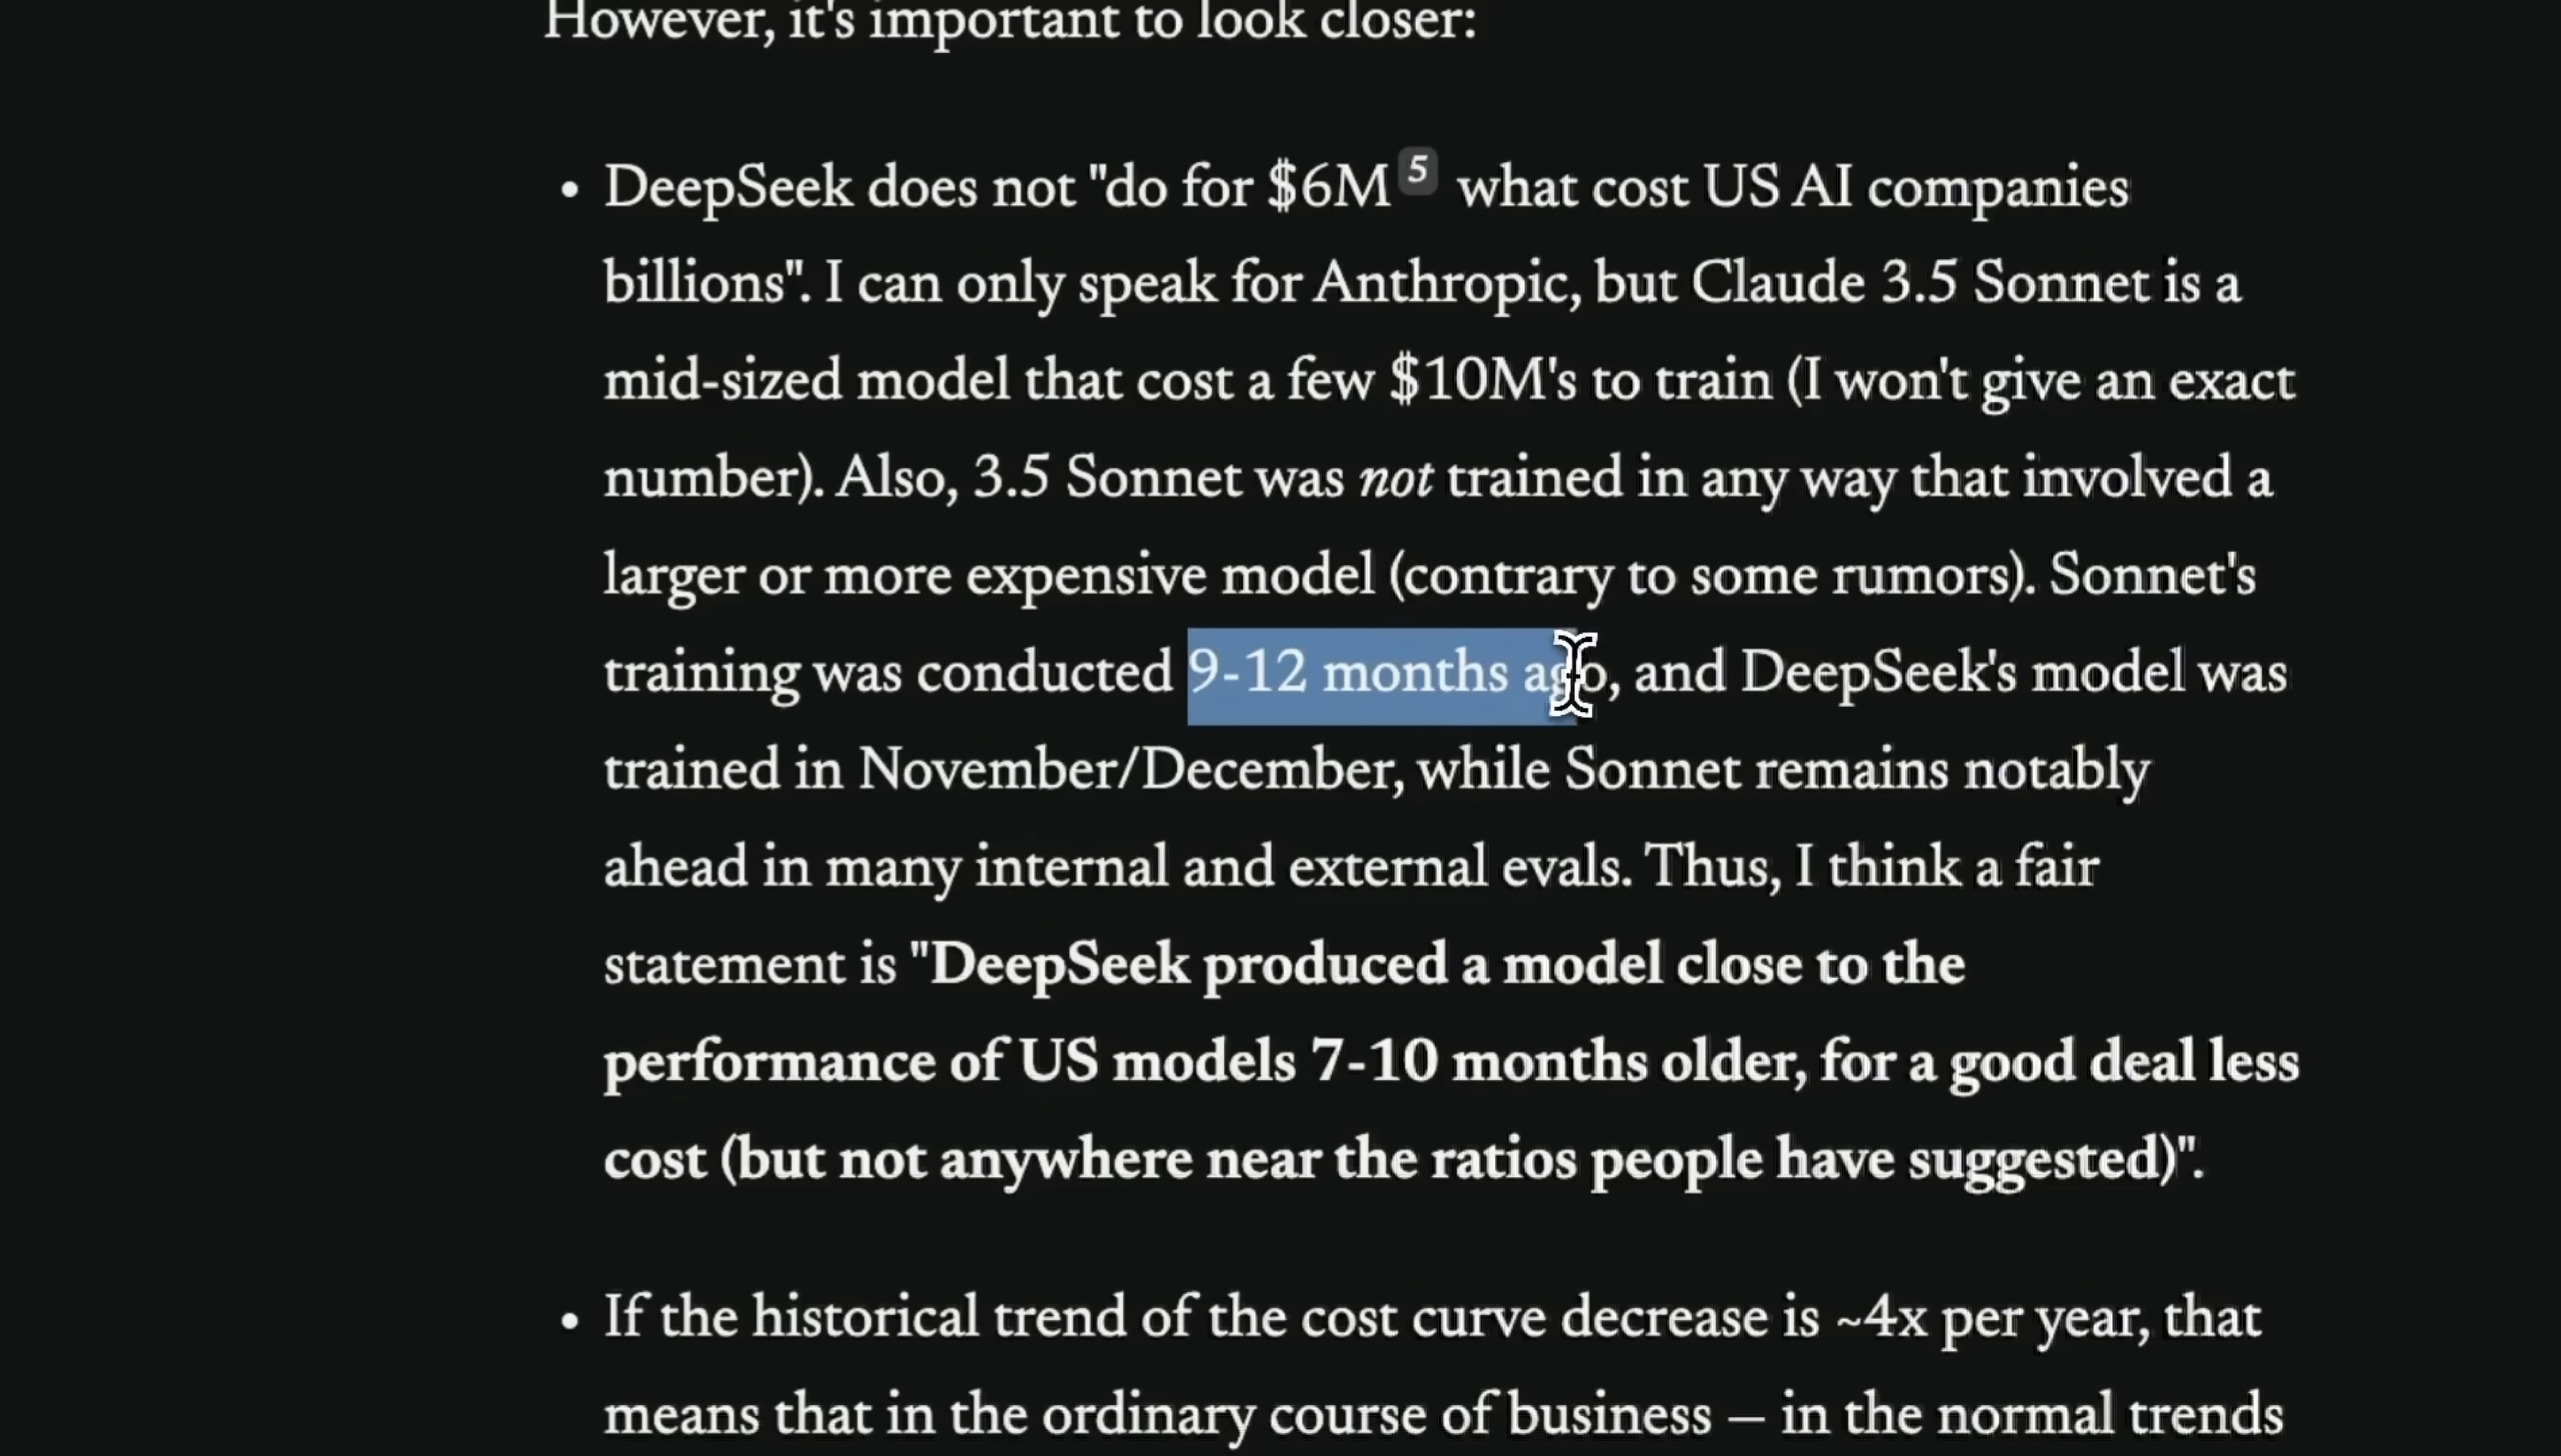 However, it's important to look closer:
• DeepSeek does not "do for $6M 5 what cost US AI companies
billions". I can only speak for Anthropic, but Claude 3.5 Sonnet is a
mid-sized model that cost a few $10M's to train (I won't give an exact
number). Also, 3.5 Sonnet was not trained in any way that involved a
larger or more expensive model (contrary to some rumors). Sonnet's
training was conducted 9-12 months ago, and DeepSeek's model was
trained in November/December, while Sonnet remains notably
ahead in many internal and external evals. Thus, I think a fair
statement is "DeepSeek produced a model close to the
performance of US models 7-10 months older, for a good deal less
cost (but not anywhere near the ratios people have suggested)".
• If the historical trend of the cost curve decrease is ~4x per year, that
means that in the ordinary course of business — in the normal trends